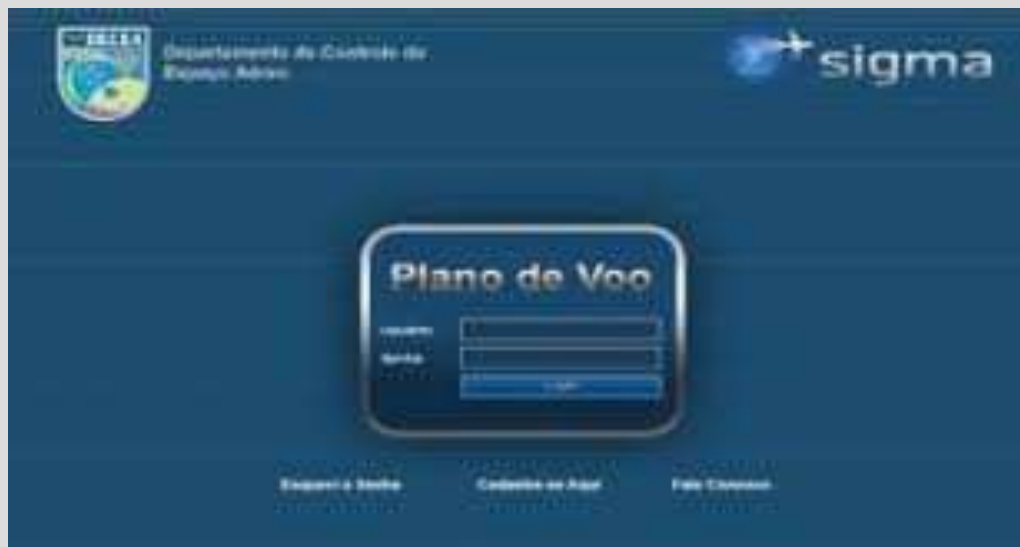 DECEA
Departamento de Controle do
Espaço Aéreo
sigma
Plano de Voo
Usuário
Senha
Login
Esqueci a Senha
Cadastre-se Aqui
Fale Conosco